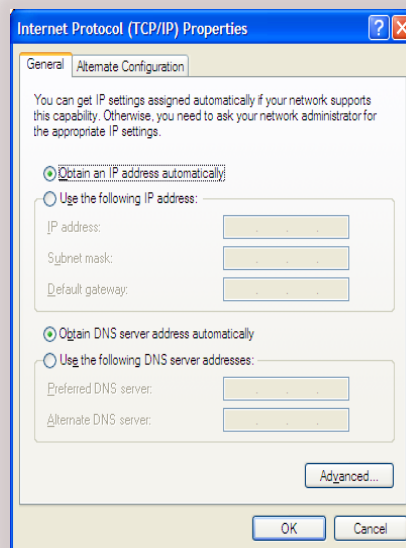 Internet Protocol (TCP/IP) Properties
General
Alternate Configuration
You can get IP settings assigned automatically if your network supports
this capability. Otherwise, you need to ask your network administrator for
the appropriate IP settings.
Obtain an IP address automatically
Use the following IP address:
IP address:
Subnet mask:
Default gateway:
Obtain DNS server address automatically
Use the following DNS server addresses:
Preferred DNS server:
Alternate DNS server:
Advanced...
OK
Cancel